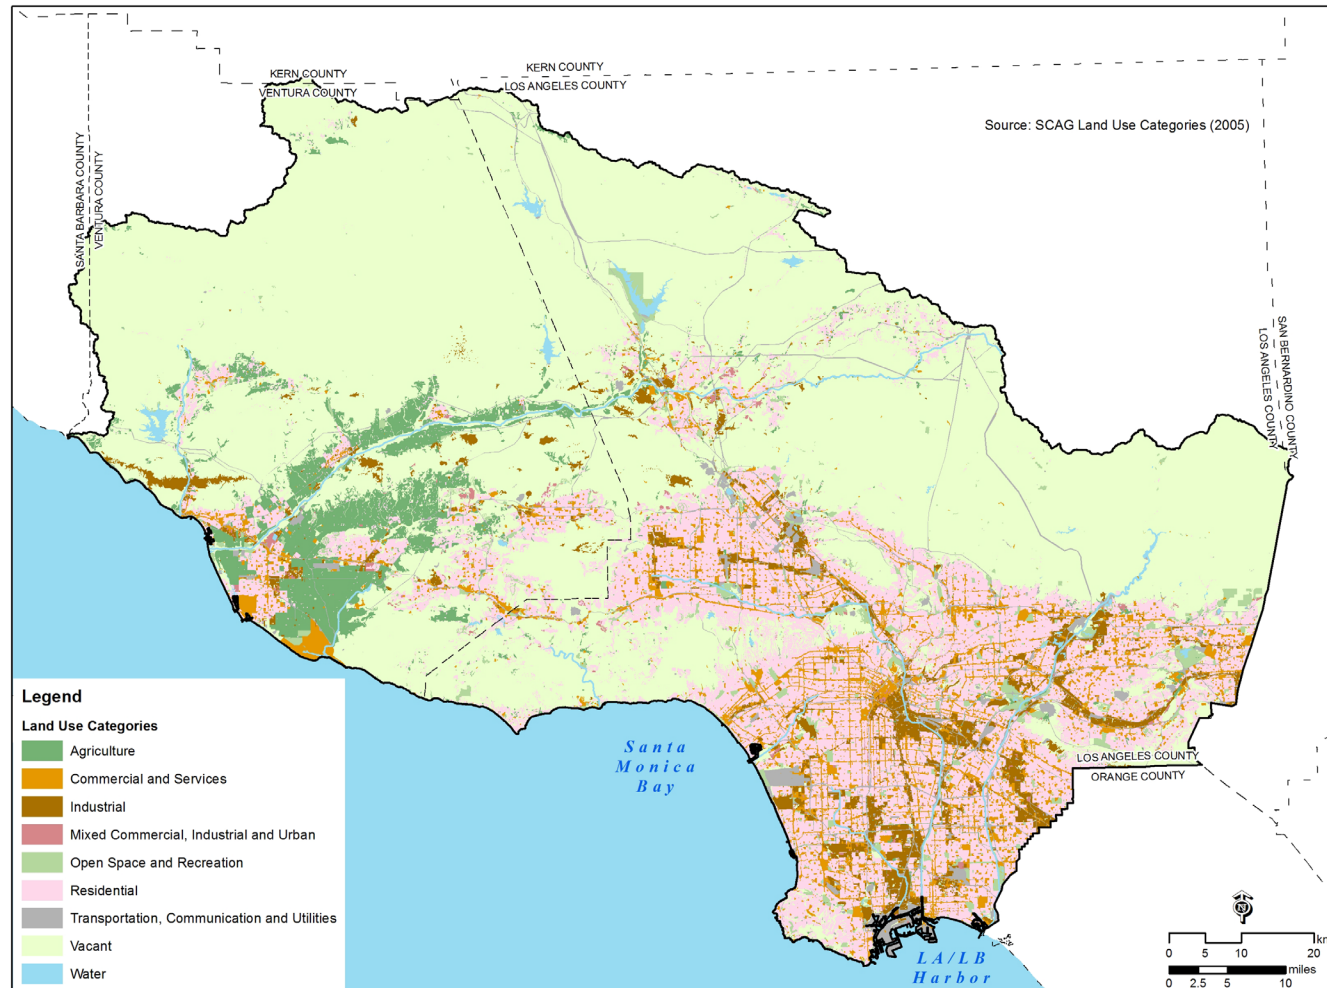 KERN COUNTY
VENTURA COUNTY
KERN COUNTY
LOS ANGELES COUNTY
Source: SCAG Land Use Categories (2005)
SANTA BARBARA COUNTY
VENTURA COUNTY
SAN BERNARDINO COUNTY
LOS ANGELES COUNTY
Legend
Land Use Categories
Agriculture
Commercial and Services
Industrial
Mixed Commercial, Industrial and Urban
Open Space and Recreation
Residential
Transportation, Communication and Utilities
Vacant
Water
Santa
Monica
Bay
LOS ANGELES COUNTY
ORANGE COUNTY
LA/LB
Harbor
N
km
0 5 10 20
miles
0 2.5 5 10